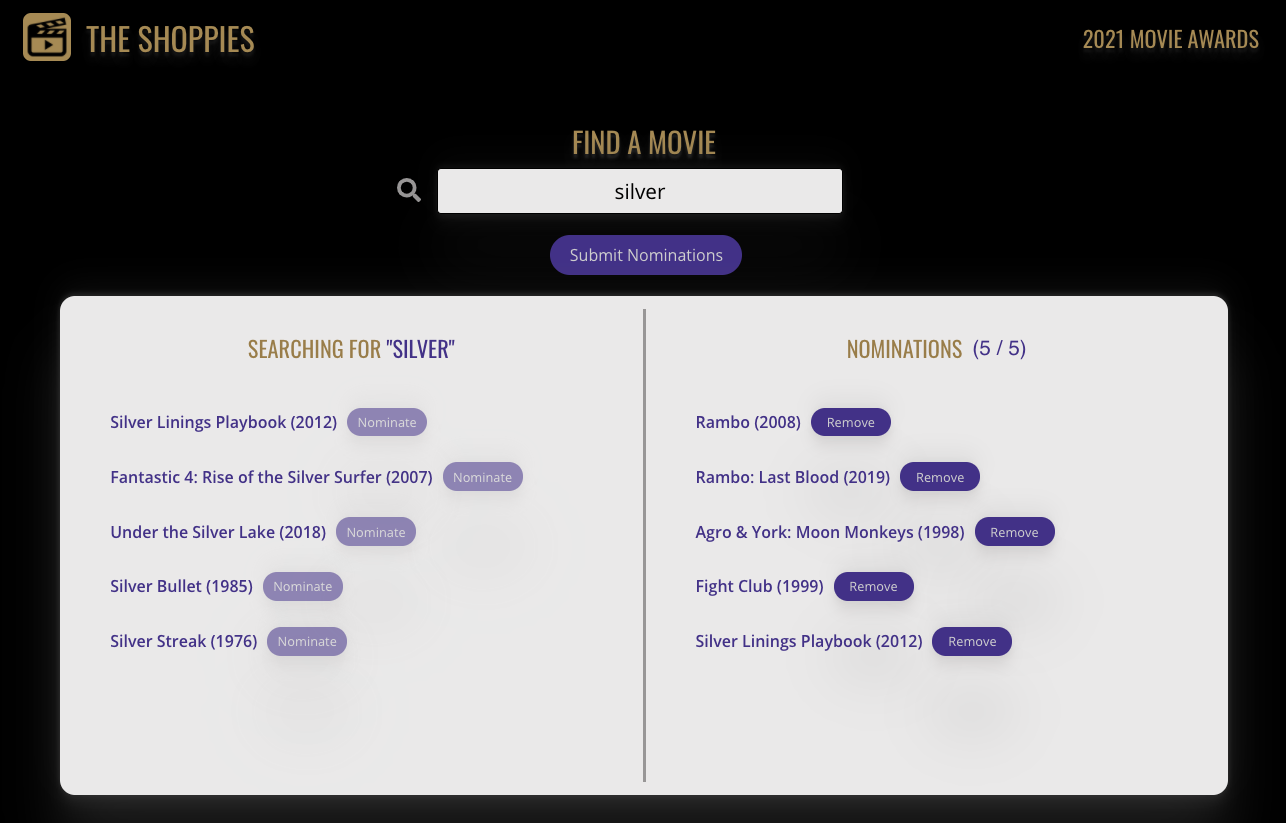 THE SHOPPIES
2021 MOVIE AWARDS
FIND A MOVIE
silver
Submit Nominations
SEARCHING FOR "SILVER"
Silver Linings Playbook (2012) Nominate
Fantastic 4: Rise of the Silver Surfer (2007) Nominate
Under the Silver Lake (2018) Nominate
Silver Bullet (1985) Nominate
Silver Streak (1976) Nominate
NOMINATIONS (5 / 5)
Rambo (2008) Remove
Rambo: Last Blood (2019) Remove
Agro & York: Moon Monkeys (1998) Remove
Fight Club (1999) Remove
Silver Linings Playbook (2012) Remove